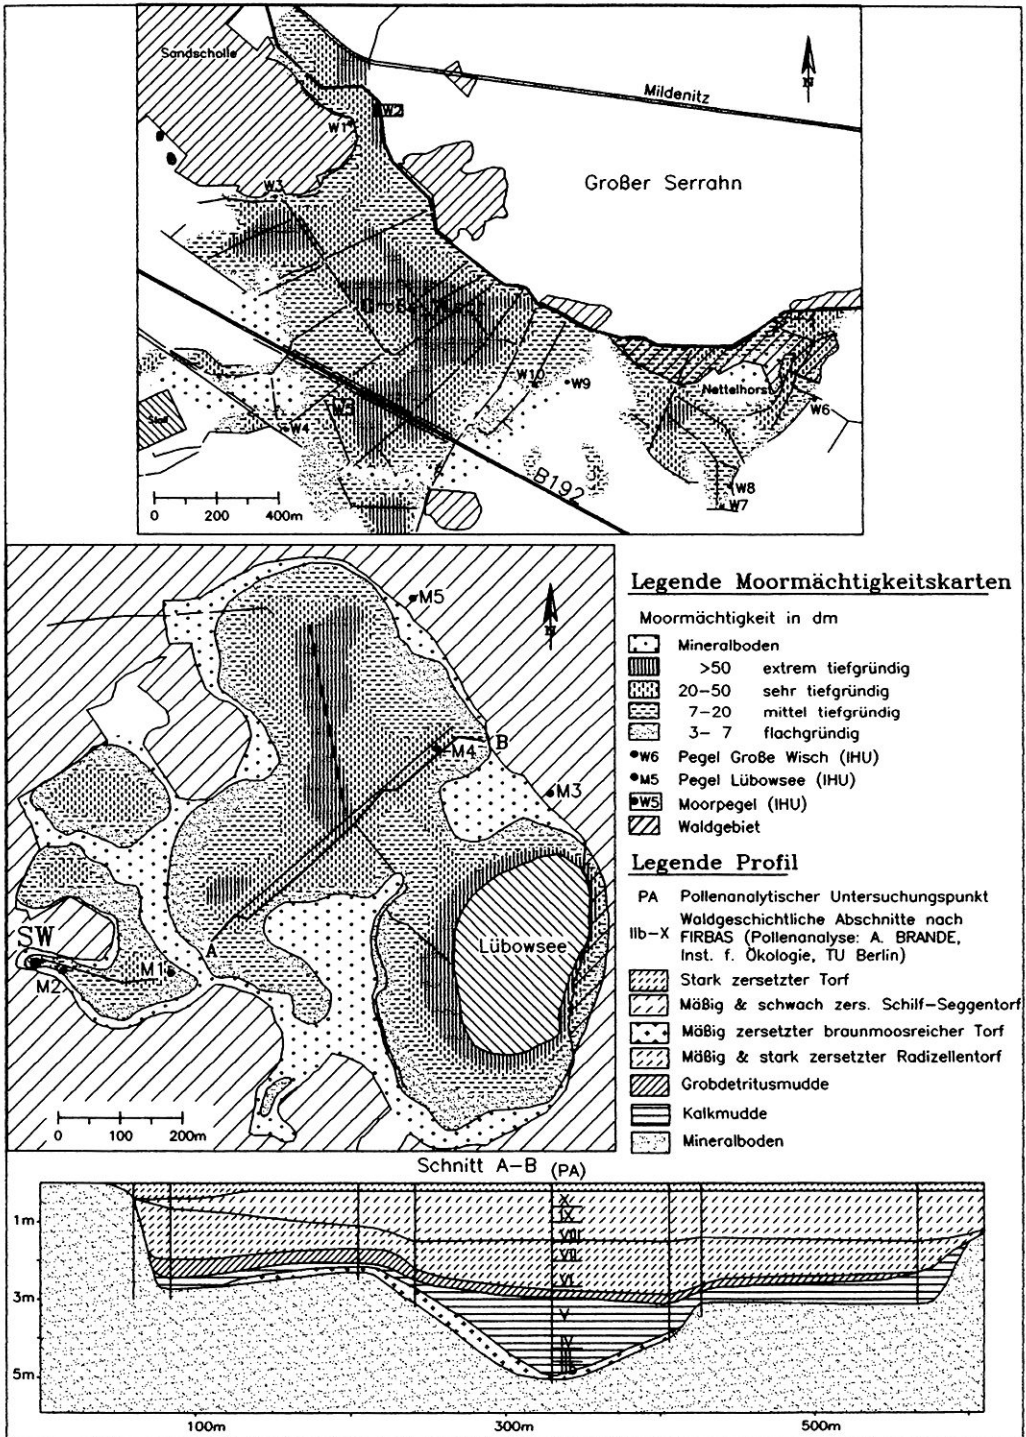 Sandscholle
Mildenitz
N
W1
W2
Großer Serrahn
W3
W10
W9
Nettelhorst
W5
W4
W6
B192
W8
W7
0 200 400m
M5
N
B
M4
M3
A
Lübowsee
SW
M2
M1
0 100 200m
Legende Moormächtigkeitskarten
Moormächtigkeit in dm
Mineralboden
>50 extrem tiefgründig
20-50 sehr tiefgründig
7-20 mittel tiefgründig
3- 7 flachgründig
W6 Pegel Große Wisch (IHU)
M5 Pegel Lübowsee (IHU)
W5 Moorpegel (IHU)
Waldgebiet
Legende Profil
PA Pollenanalytischer Untersuchungspunkt
IIb-X Waldgeschichtliche Abschnitte nach
FIRBAS (Pollenanalyse: A. BRANDE,
Inst. f. Ökologie, TU Berlin)
Stark zersetzter Torf
Mäßig & schwach zers. Schilf-Seggentorf
Mäßig zersetzter braunmoosreicher Torf
Mäßig & stark zersetzter Radizellentorf
Grobdetritusmudde
Kalkmudde
Mineralboden
Schnitt A-B (PA)
X
IX
VIII
VII
VI
V
IV
1m
3m
5m
100m 300m 500m